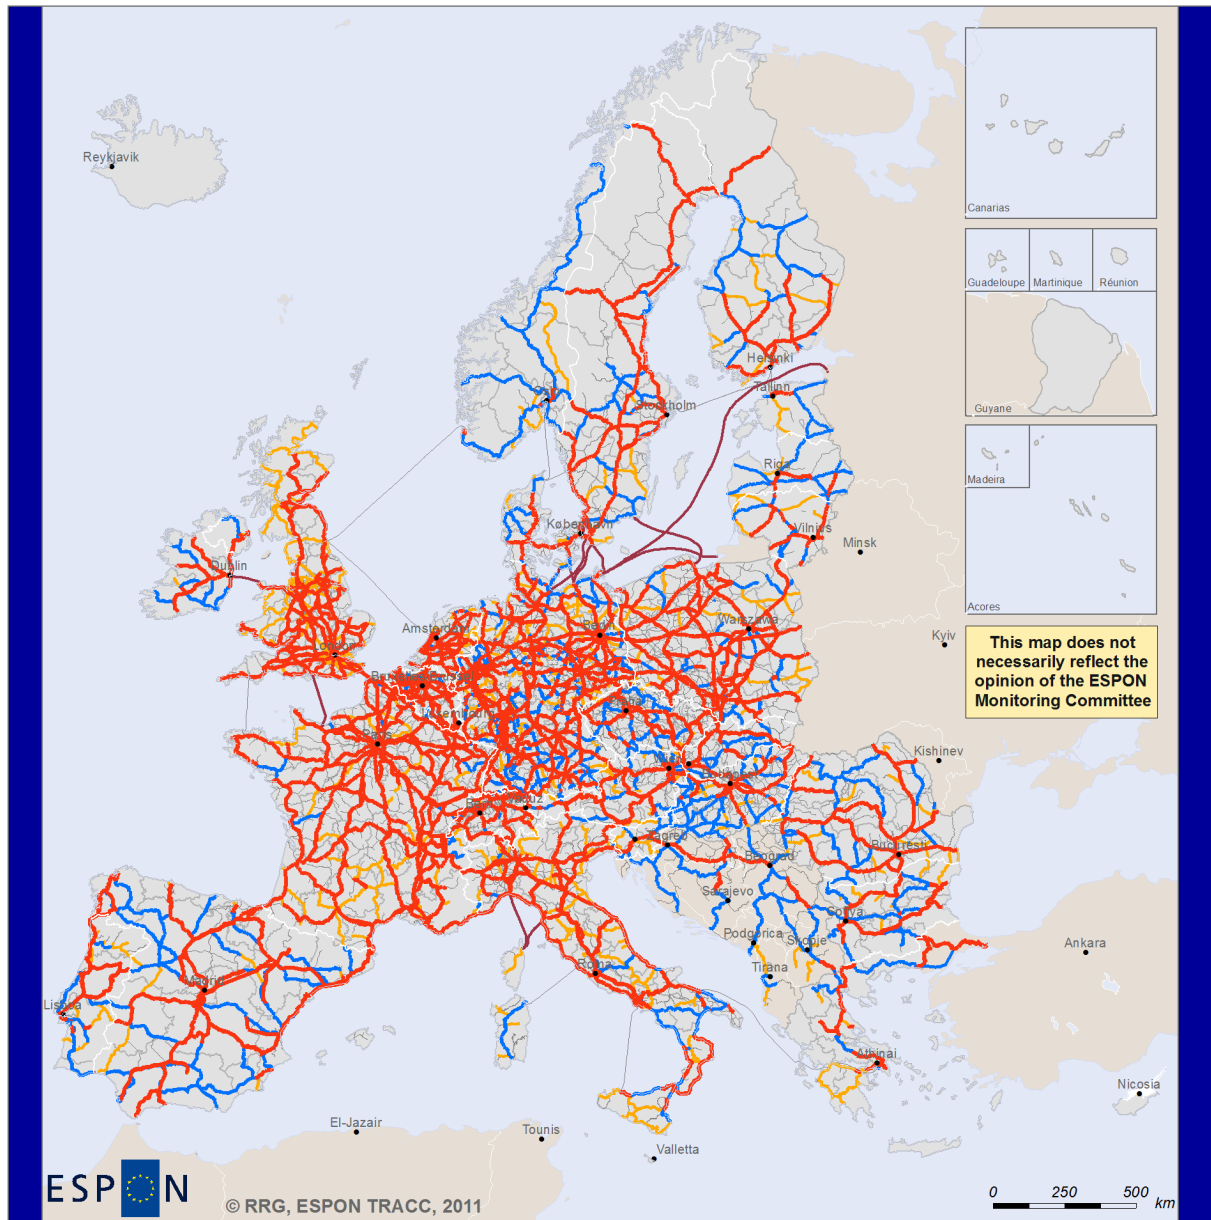 Reykjavik
Canarias
Guadeloupe
Martinique
Réunion
Guyane
Madeira
Acores
This map does not
necessarily reflect the
opinion of the ESPON
Monitoring Committee
Helsinki
Tallinn
Stockholm
Riga
København
Vilnius
Minsk
Dublin
Amsterdam
Berlin
Warszawa
London
Kyiv
Paris
Kishinev
Zagreb
Bucuresti
Beograd
Sarajevo
Sofiya
Podgorica
Skopje
Ankara
Roma
Tirana
Madrid
Lisboa
Athinai
Nicosia
El-Jazair
Tounis
Valletta
ESPON
© RRG, ESPON TRACC, 2011
0 250 500 km